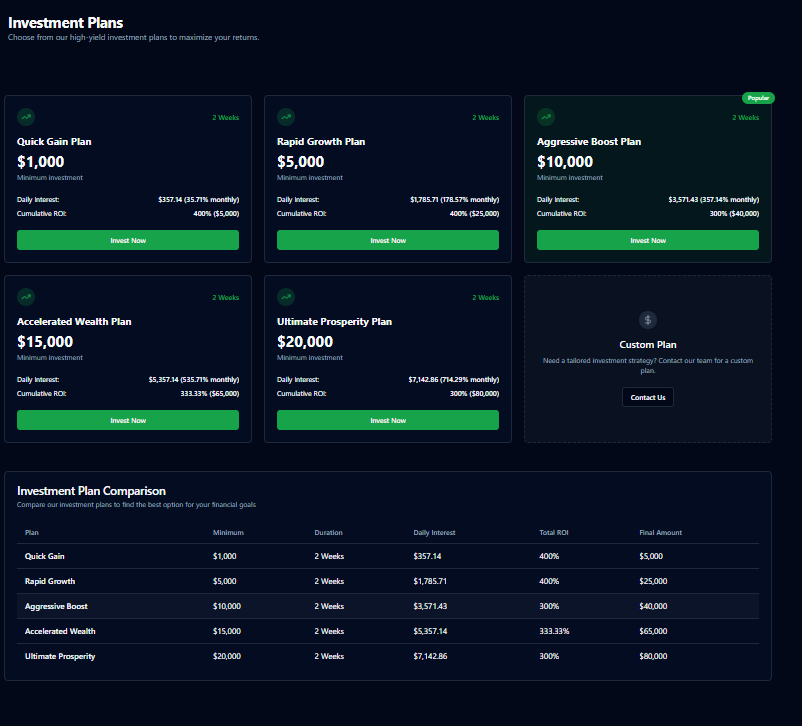 Investment Plans
Choose from our high-yield investment plans to maximize your returns.
2 Weeks
Quick Gain Plan
$1,000
Minimum investment
Daily Interest: $357.14 (35.71% monthly)
Cumulative ROI: 400% ($5,000)
Invest Now
2 Weeks
Rapid Growth Plan
$5,000
Minimum investment
Daily Interest: $1,785.71 (178.57% monthly)
Cumulative ROI: 400% ($25,000)
Invest Now
Popular
2 Weeks
Aggressive Boost Plan
$10,000
Minimum investment
Daily Interest: $3,571.43 (357.14% monthly)
Cumulative ROI: 300% ($40,000)
Invest Now
2 Weeks
Accelerated Wealth Plan
$15,000
Minimum investment
Daily Interest: $5,357.14 (535.71% monthly)
Cumulative ROI: 333.33% ($65,000)
Invest Now
2 Weeks
Ultimate Prosperity Plan
$20,000
Minimum investment
Daily Interest: $7,142.86 (714.29% monthly)
Cumulative ROI: 300% ($80,000)
Invest Now
$
Custom Plan
Need a tailored investment strategy? Contact our team for a custom
plan.
Contact Us
Investment Plan Comparison
Compare our investment plans to find the best option for your financial goals
Plan Minimum Duration Daily Interest Total ROI Final Amount
Quick Gain $1,000 2 Weeks $357.14 400% $5,000
Rapid Growth $5,000 2 Weeks $1,785.71 400% $25,000
Aggressive Boost $10,000 2 Weeks $3,571.43 300% $40,000
Accelerated Wealth $15,000 2 Weeks $5,357.14 333.33% $65,000
Ultimate Prosperity $20,000 2 Weeks $7,142.86 300% $80,000